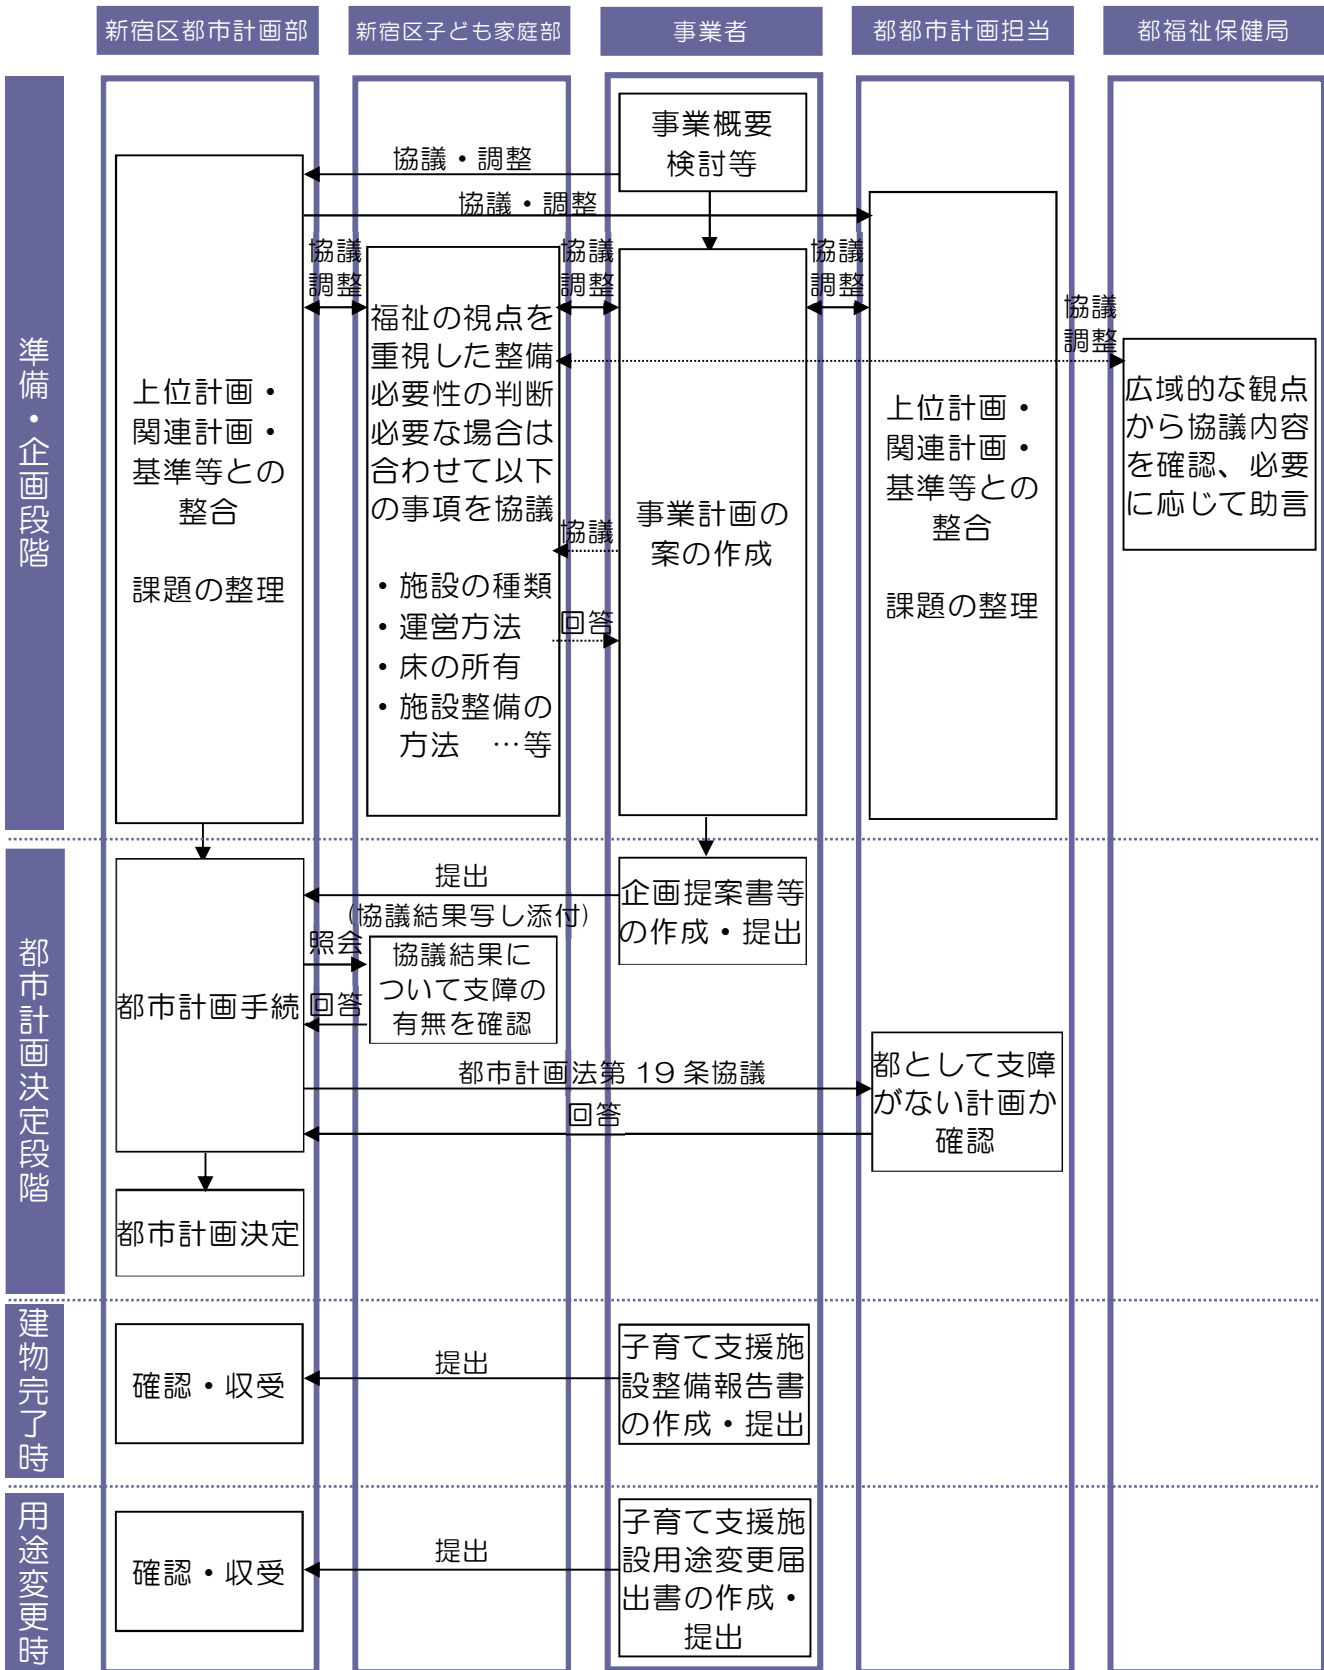 新宿区都市計画部
新宿区子ども家庭部
事業者
都都市計画担当
都福祉保健局
準備・企画段階
事業概要
検討等
協議・調整
協議・調整
協議
調整
協議
調整
協議
調整
協議
調整
上位計画・
関連計画・
基準等との
整合
課題の整理
福祉の視点を
重視した整備
必要性の判断
必要な場合は
合わせて以下
の事項を協議
・施設の種類
・運営方法
・床の所有
・施設整備の
方法 …等
協議
回答
事業計画の
案の作成
上位計画・
関連計画・
基準等との
整合
課題の整理
広域的な観点
から協議内容
を確認、必要
に応じて助言
都市計画決定段階
企画提案書等
の作成・提出
提出
(協議結果写し添付)
照会
回答
協議結果に
ついて支障の
有無を確認
都市計画手続
都市計画法第 19 条協議
回答
都として支障
がない計画か
確認
都市計画決定
建物完了時
確認・収受
提出
子育て支援施
設整備報告書
の作成・提出
用途変更時
確認・収受
提出
子育て支援施
設用途変更届
出書の作成・
提出